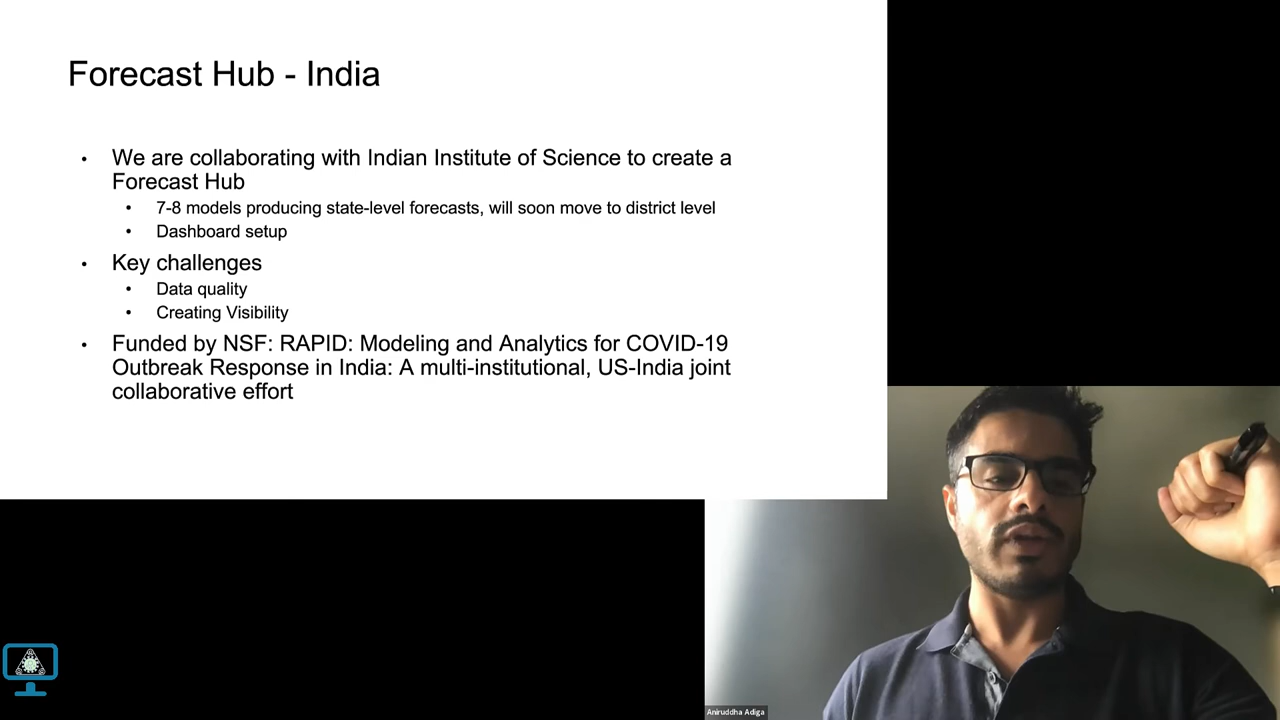 Forecast Hub - India
• We are collaborating with Indian Institute of Science to create a
Forecast Hub
• 7-8 models producing state-level forecasts, will soon move to district level
• Dashboard setup
• Key challenges
• Data quality
• Creating Visibility
• Funded by NSF: RAPID: Modeling and Analytics for COVID-19
Outbreak Response in India: A multi-institutional, US-India joint
collaborative effort
Aniruddha Adiga